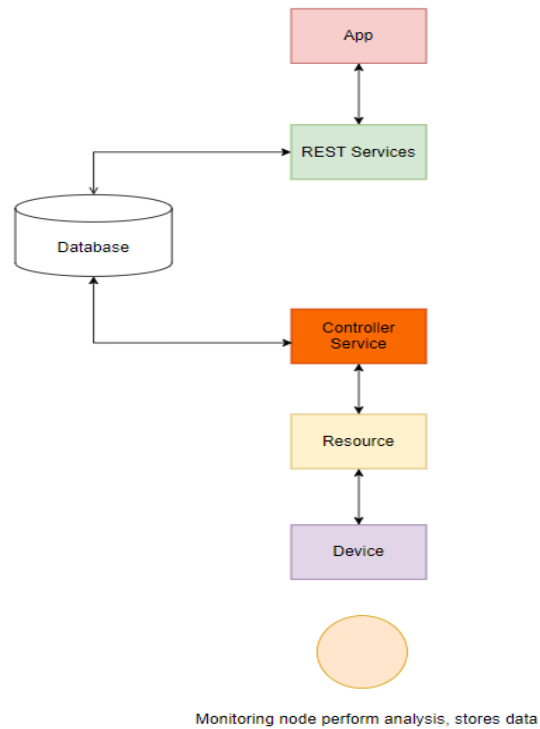 App
REST Services
Database
Controller
Service
Resource
Device
Monitoring node perform analysis, stores data